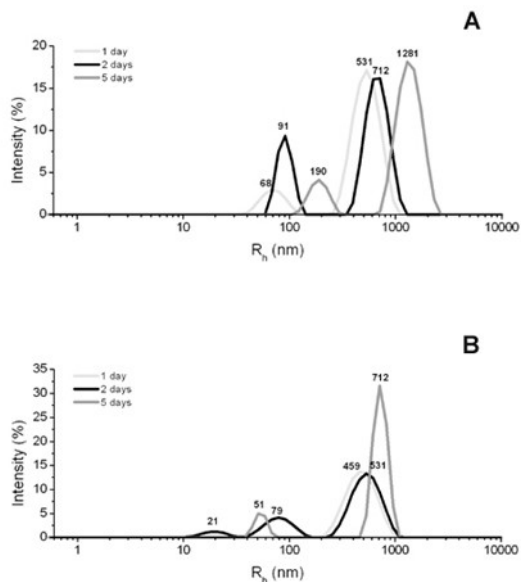 A
1 day
2 days
5 days
Intensity (%)
20
15
10
5
0
68
91
190
531
712
1281
1
10
100
1000
10000
Rh (nm)
B
1 day
2 days
5 days
Intensity (%)
35
30
25
20
15
10
5
0
21
51
79
459
531
712
1
10
100
1000
10000
Rh (nm)